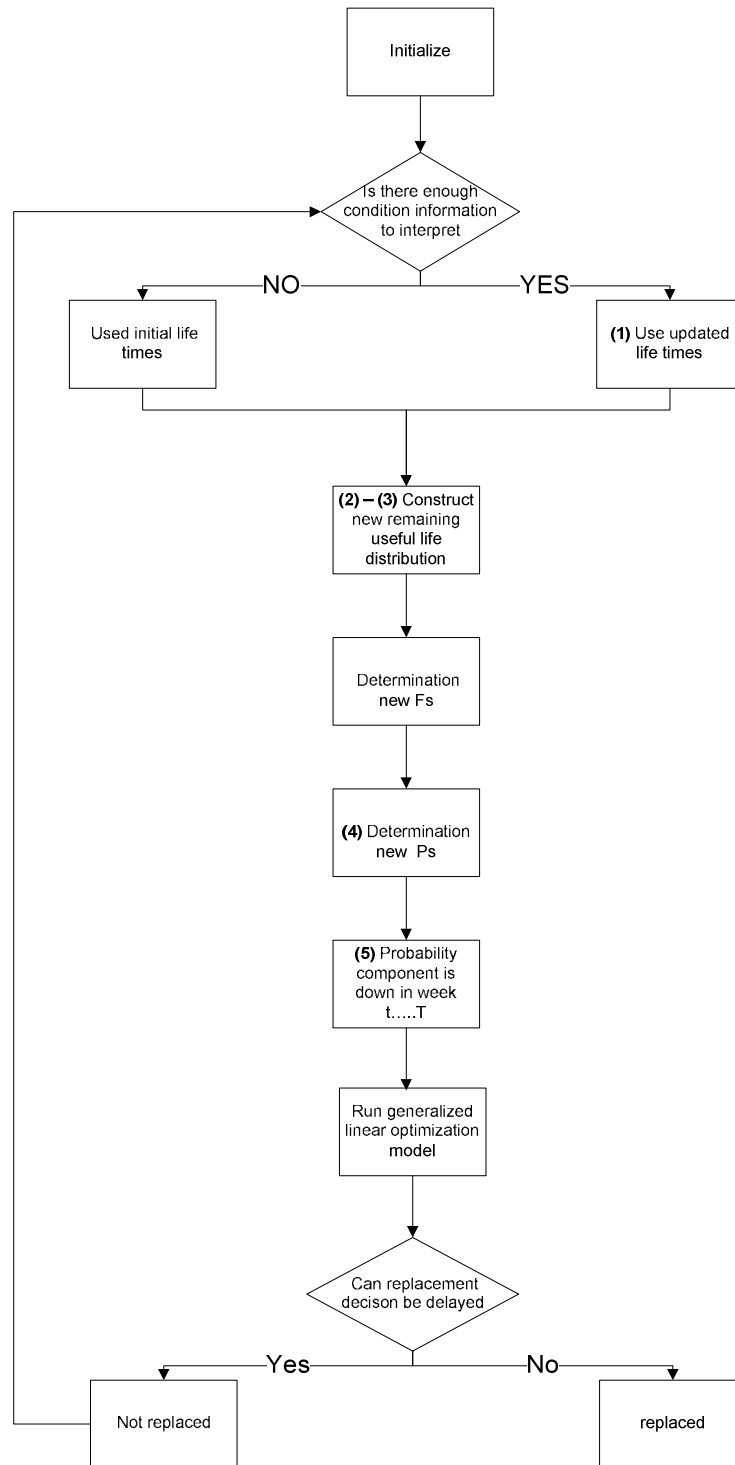 Initialize
Is there enough
condition information
to interpret
NO
YES
Used initial life
times
(1) Use updated
life times
(2) – (3) Construct
new remaining
useful life
distribution
Determination
new Fs
(4) Determination
new Ps
(5) Probability
component is
down in week
t…..T
Run generalized
linear optimization
model
Can replacement
decison be delayed
Yes
No
Not replaced
replaced